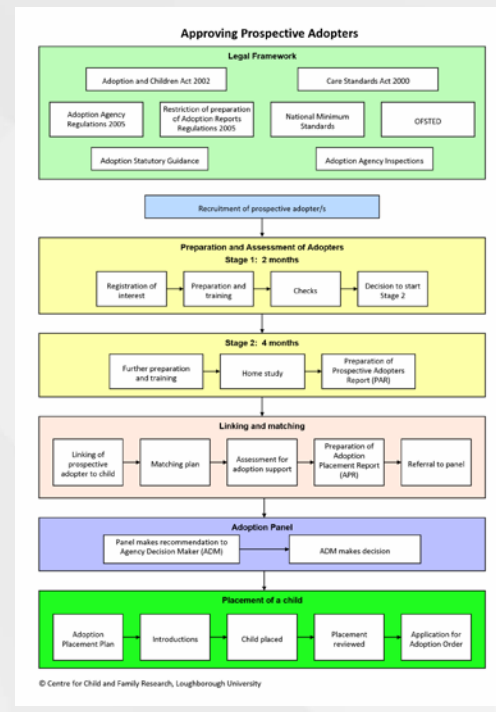 Approving Prospective Adopters
Legal Framework
Adoption and Children Act 2002
Care Standards Act 2000
Adoption Agency
Regulations 2005
Restriction of preparation
of Adoption Reports
Regulations 2005
National Minimum
Standards
OFSTED
Adoption Statutory Guidance
Adoption Agency Inspections
Recruitment of prospective adopter/s
Preparation and Assessment of Adopters
Stage 1: 2 months
Registration of
interest
Preparation and
training
Checks
Decision to start
Stage 2
Stage 2: 4 months
Further preparation
and training
Home study
Preparation of
Prospective Adopters
Report (PAR)
Linking and matching
Linking of
prospective
adopter to child
Matching plan
Assessment for
adoption support
Preparation of
Adoption
Placement Report
(APR)
Referral to panel
Adoption Panel
Panel makes recommendation to
Agency Decision Maker (ADM)
ADM makes decision
Placement of a child
Adoption
Placement Plan
Introductions
Child placed
Placement
reviewed
Application for
Adoption Order
© Centre for Child and Family Research, Loughborough University